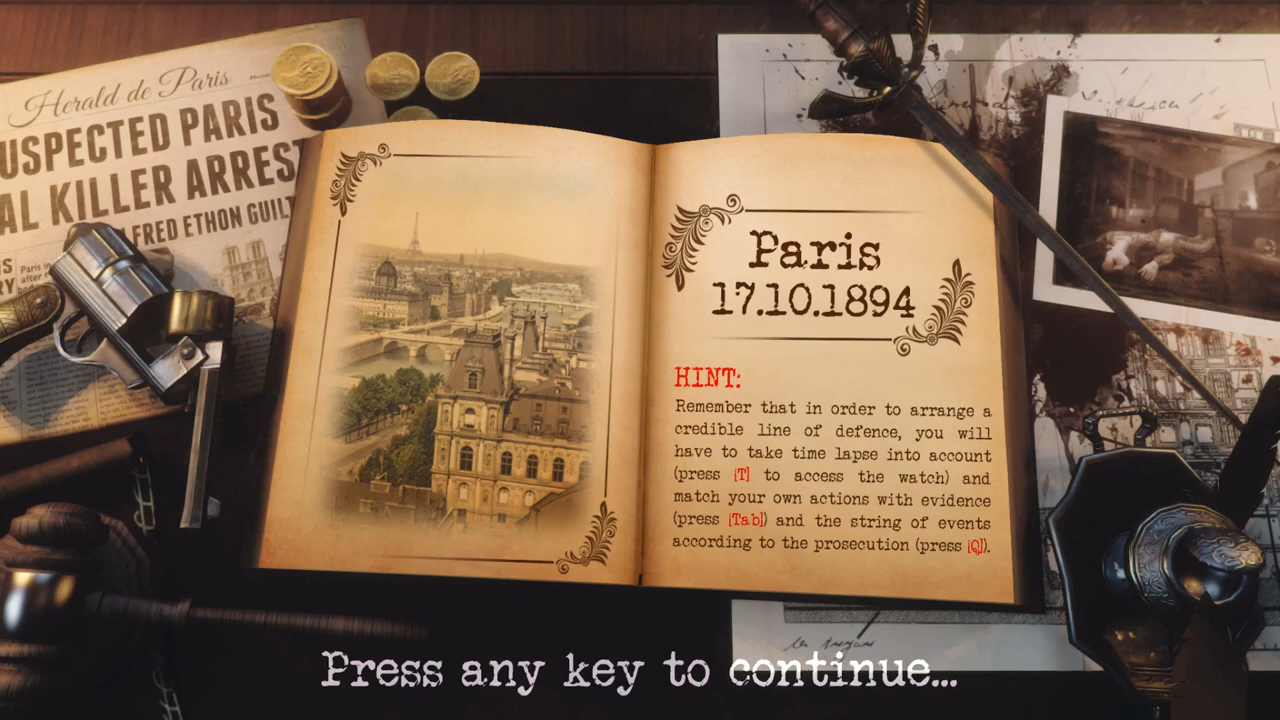 Herald de Paris
USPECTED PARIS
AL KILLER ARREST
LFRED ETHON GUILT
Paris
17.10.1894
HINT:
Remember that in order to arrange a
credible line of defence, you will
have to take time lapse into account
(press [T] to access the watch) and
match your own actions with evidence
(press [Tab]) and the string of events
according to the prosecution (press [Q]).
Press any key to continue...